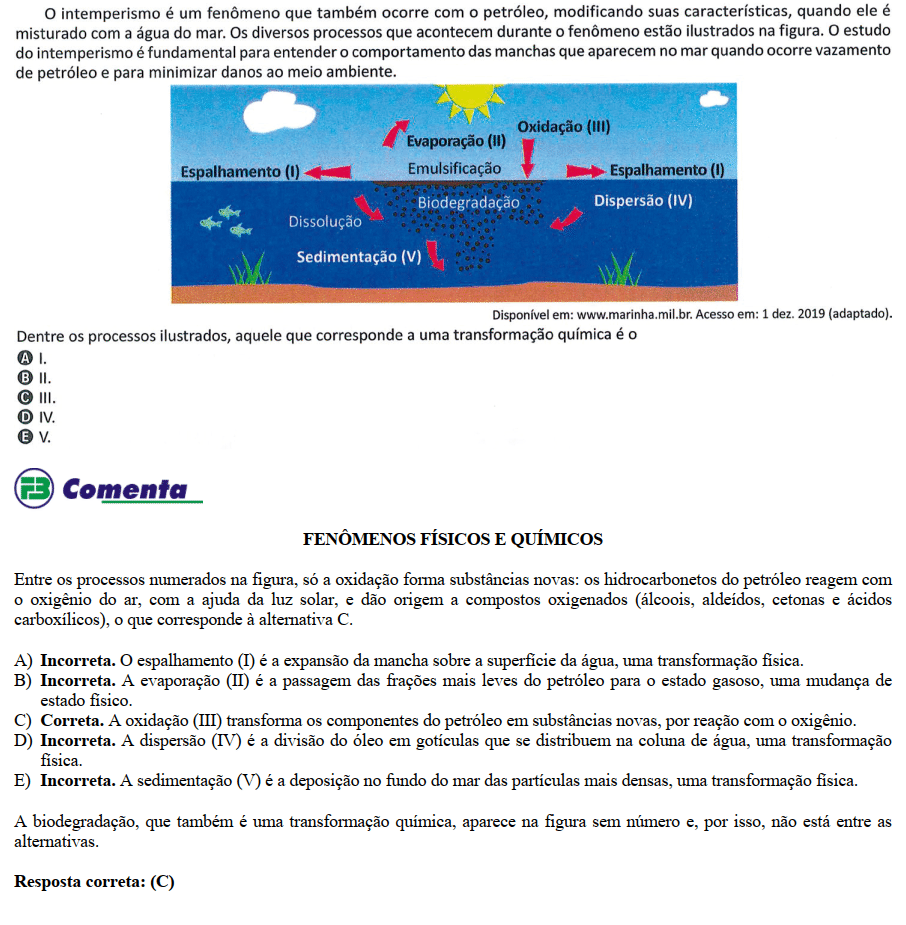 O intemperismo é um fenômeno que também ocorre com o petróleo, modificando suas características, quando ele é
misturado com a água do mar. Os diversos processos que acontecem durante o fenômeno estão ilustrados na figura. O estudo
do intemperismo é fundamental para entender o comportamento das manchas que aparecem no mar quando ocorre vazamento
de petróleo e para minimizar danos ao meio ambiente.
Oxidação (III)
Evaporação (II)
Espalhamento (I)
Emulsificação
Espalhamento (I)
Biodegradação
Dispersão (IV)
Dissolução
Sedimentação (V)
Disponível em: www.marinha.mil.br. Acesso em: 1 dez. 2019 (adaptado).
Dentre os processos ilustrados, aquele que corresponde a uma transformação química é o
A I.
B II.
C III.
D IV.
E V.
FB Comenta
FENÔMENOS FÍSICOS E QUÍMICOS
Entre os processos numerados na figura, só a oxidação forma substâncias novas: os hidrocarbonetos do petróleo reagem com
o oxigênio do ar, com a ajuda da luz solar, e dão origem a compostos oxigenados (álcoois, aldeídos, cetonas e ácidos
carboxílicos), o que corresponde à alternativa C.
A) Incorreta. O espalhamento (I) é a expansão da mancha sobre a superfície da água, uma transformação física.
B) Incorreta. A evaporação (II) é a passagem das frações mais leves do petróleo para o estado gasoso, uma mudança de
estado físico.
C) Correta. A oxidação (III) transforma os componentes do petróleo em substâncias novas, por reação com o oxigênio.
D) Incorreta. A dispersão (IV) é a divisão do óleo em gotículas que se distribuem na coluna de água, uma transformação
física.
E) Incorreta. A sedimentação (V) é a deposição no fundo do mar das partículas mais densas, uma transformação física.
A biodegradação, que também é uma transformação química, aparece na figura sem número e, por isso, não está entre as
alternativas.
Resposta correta: (C)